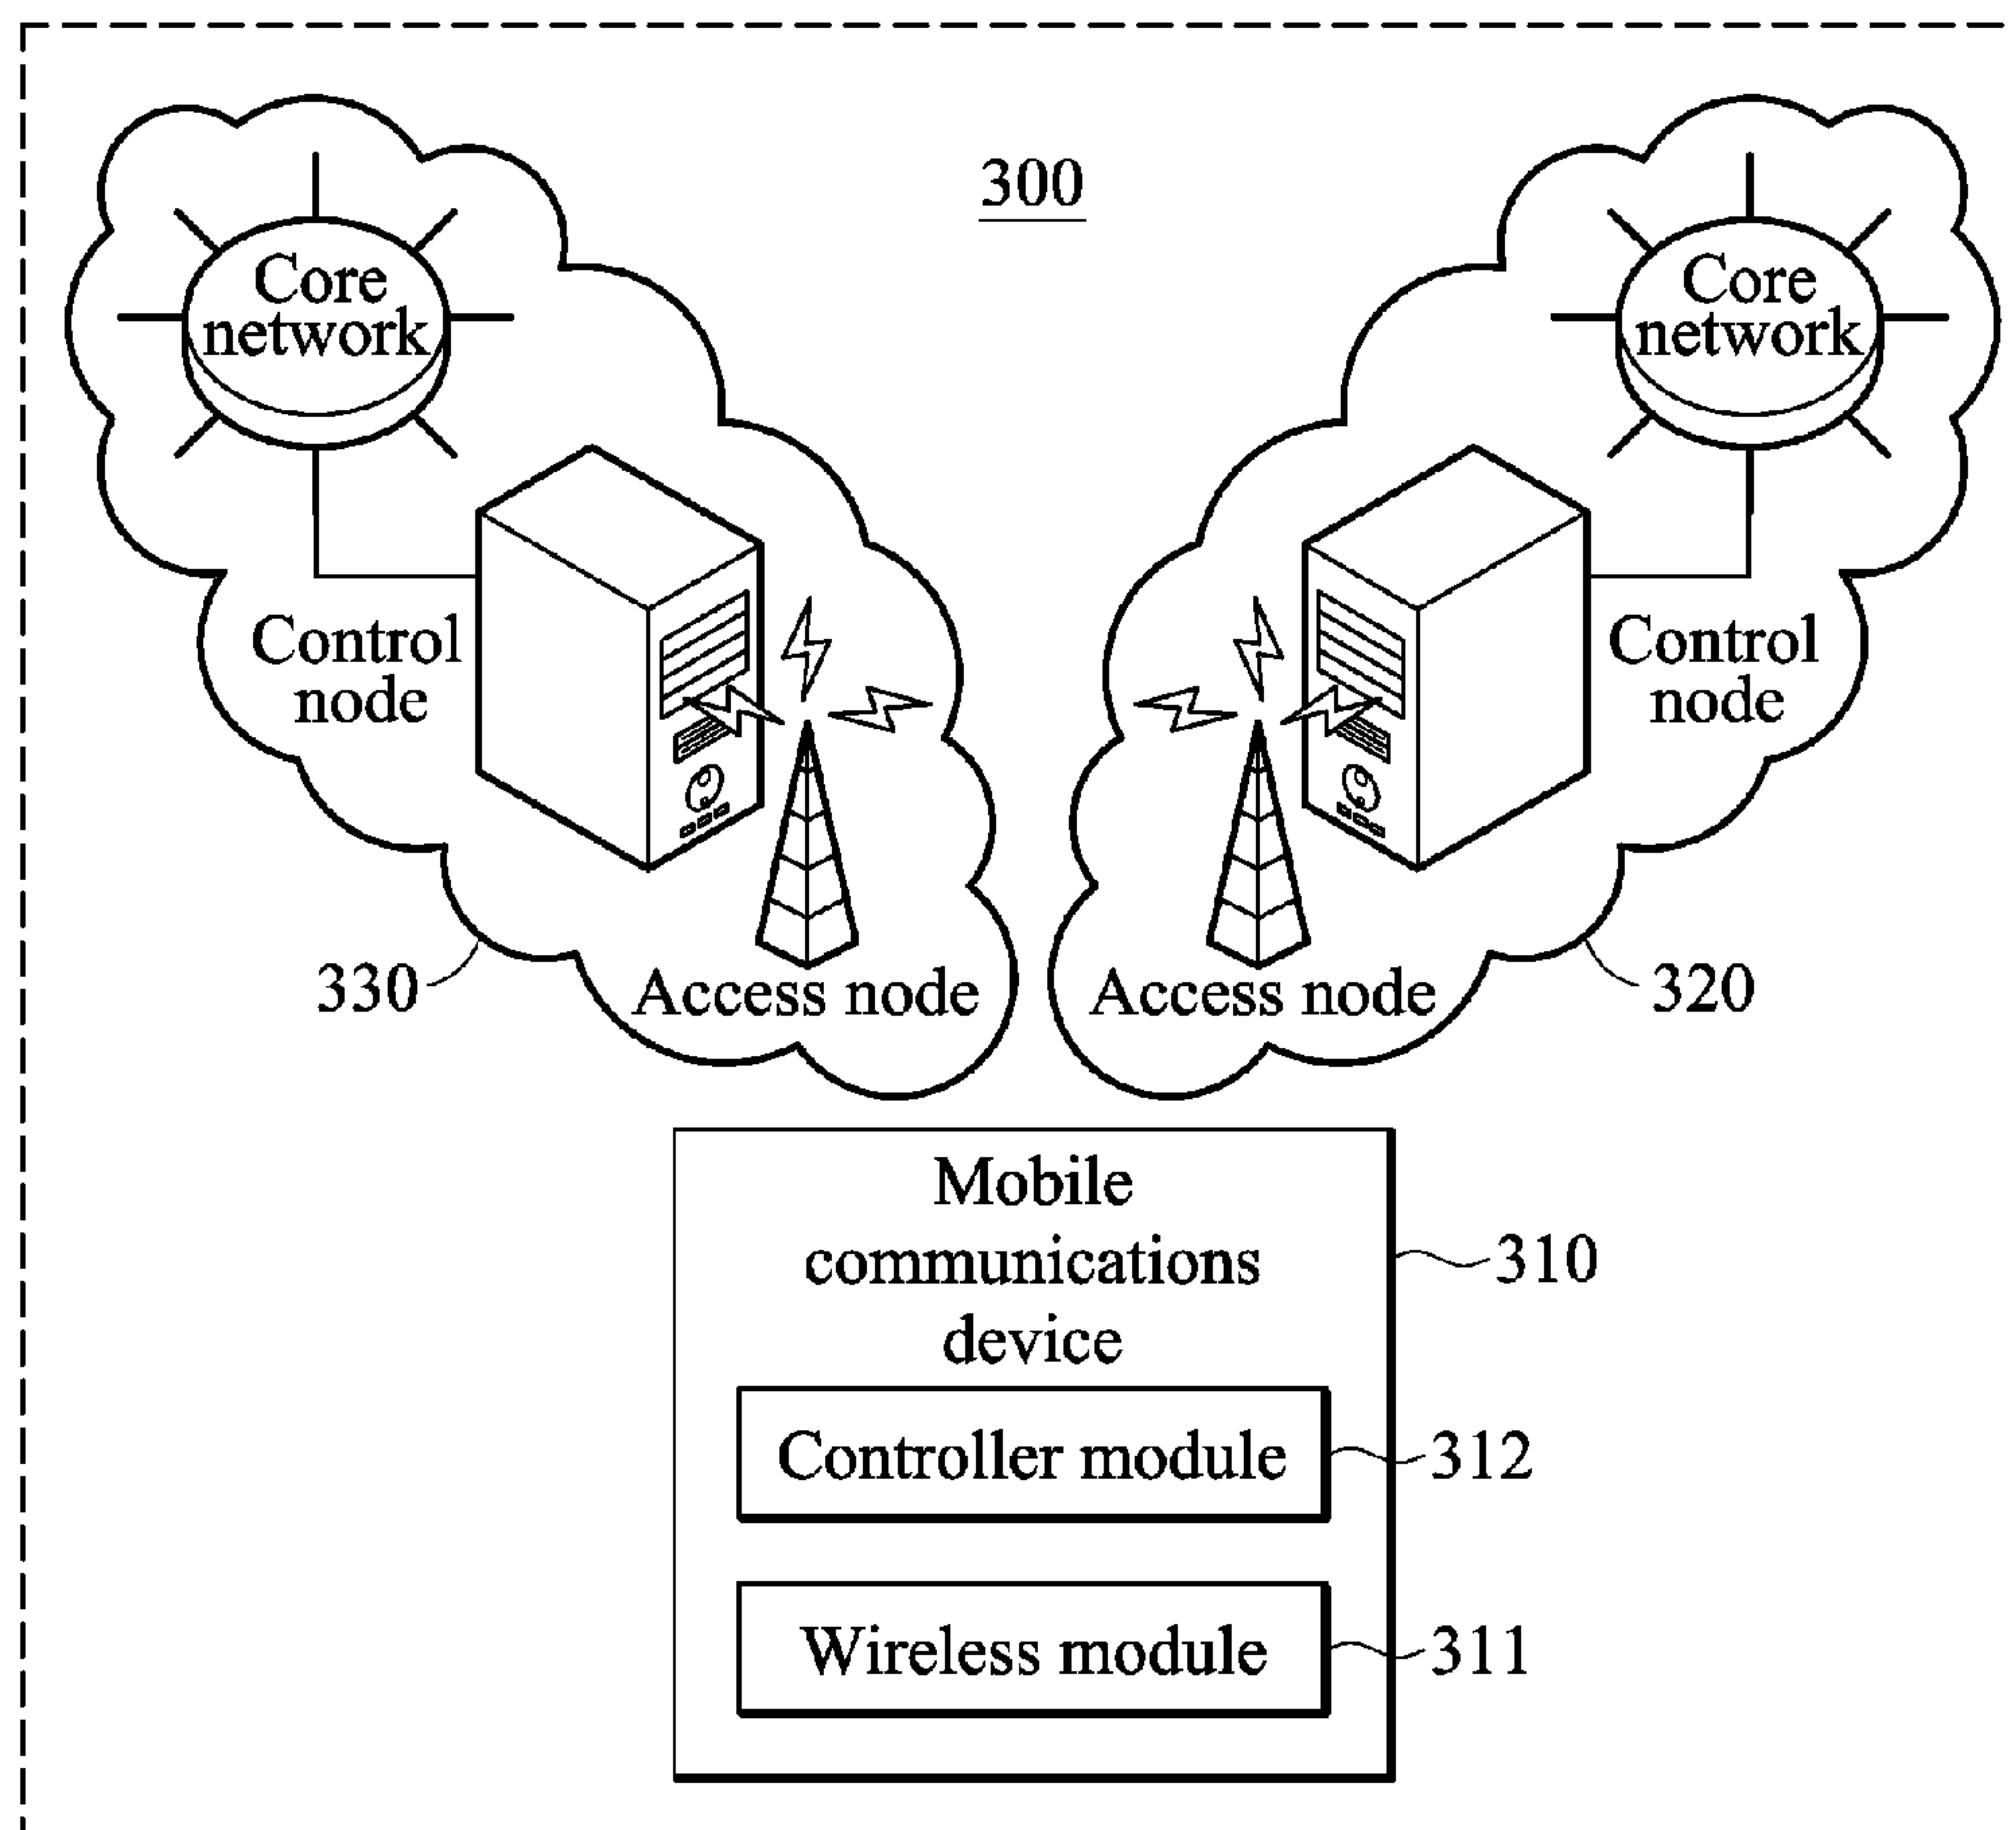 300
Core
network
Core
network
Control
node
Control
node
330
Access node
Access node
320
Mobile
communications
device
310
Controller module
312
Wireless module
311